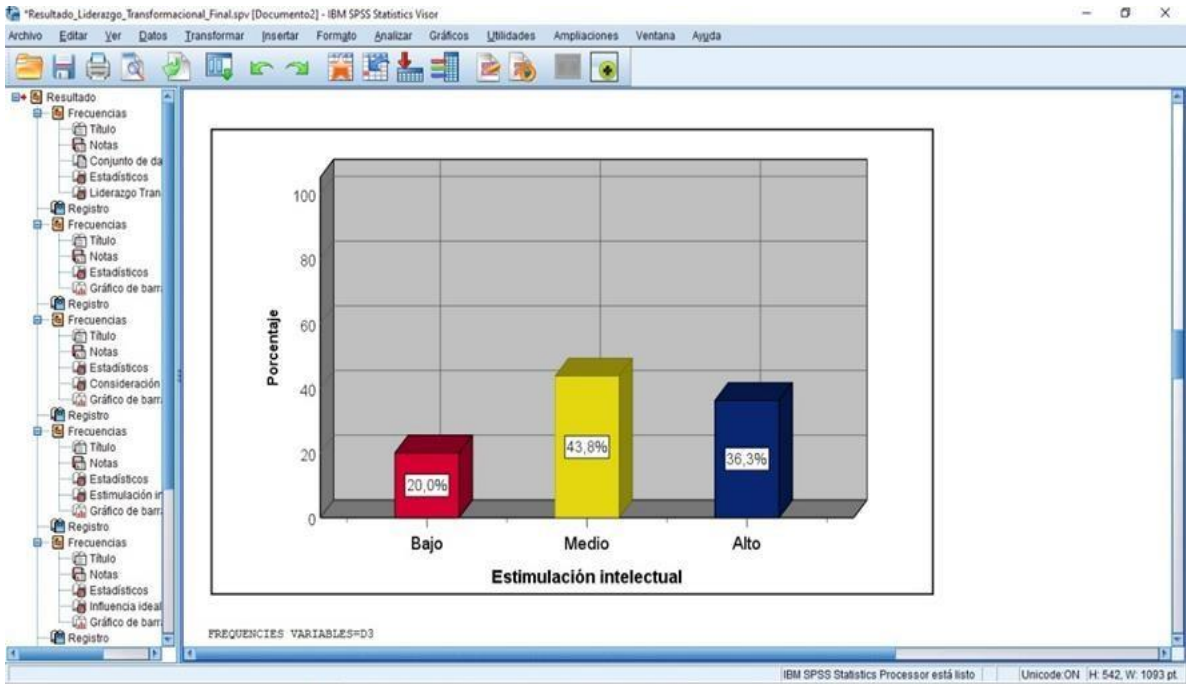 *Resultado_Liderazgo_Transformacional_Final.spv [Documento2] - IBM SPSS Statistics Visor
Archivo Editar Ver Datos Transformar Insertar Formato Analizar Gráficos Utilidades Ampliaciones Ventana Ayuda
Resultado
Frecuencias
Título
Notas
Conjunto de da
Estadísticos
Liderazgo Tran
Registro
Frecuencias
Título
Notas
Estadísticos
Gráfico de barr
Registro
Frecuencias
Título
Notas
Estadísticos
Consideración
Gráfico de barr
Registro
Frecuencias
Título
Notas
Estadísticos
Estimulación in
Gráfico de barr
Registro
Frecuencias
Título
Notas
Estadísticos
Influencia ideal
Gráfico de barr
Registro
Porcentaje
100
80
60
40
20
0
20,0%
43,8%
36,3%
Bajo Medio Alto
Estimulación intelectual
FREQUENCIES VARIABLES=D3
IBM SPSS Statistics Processor está listo Unicode:ON H: 542, W: 1093 pt.